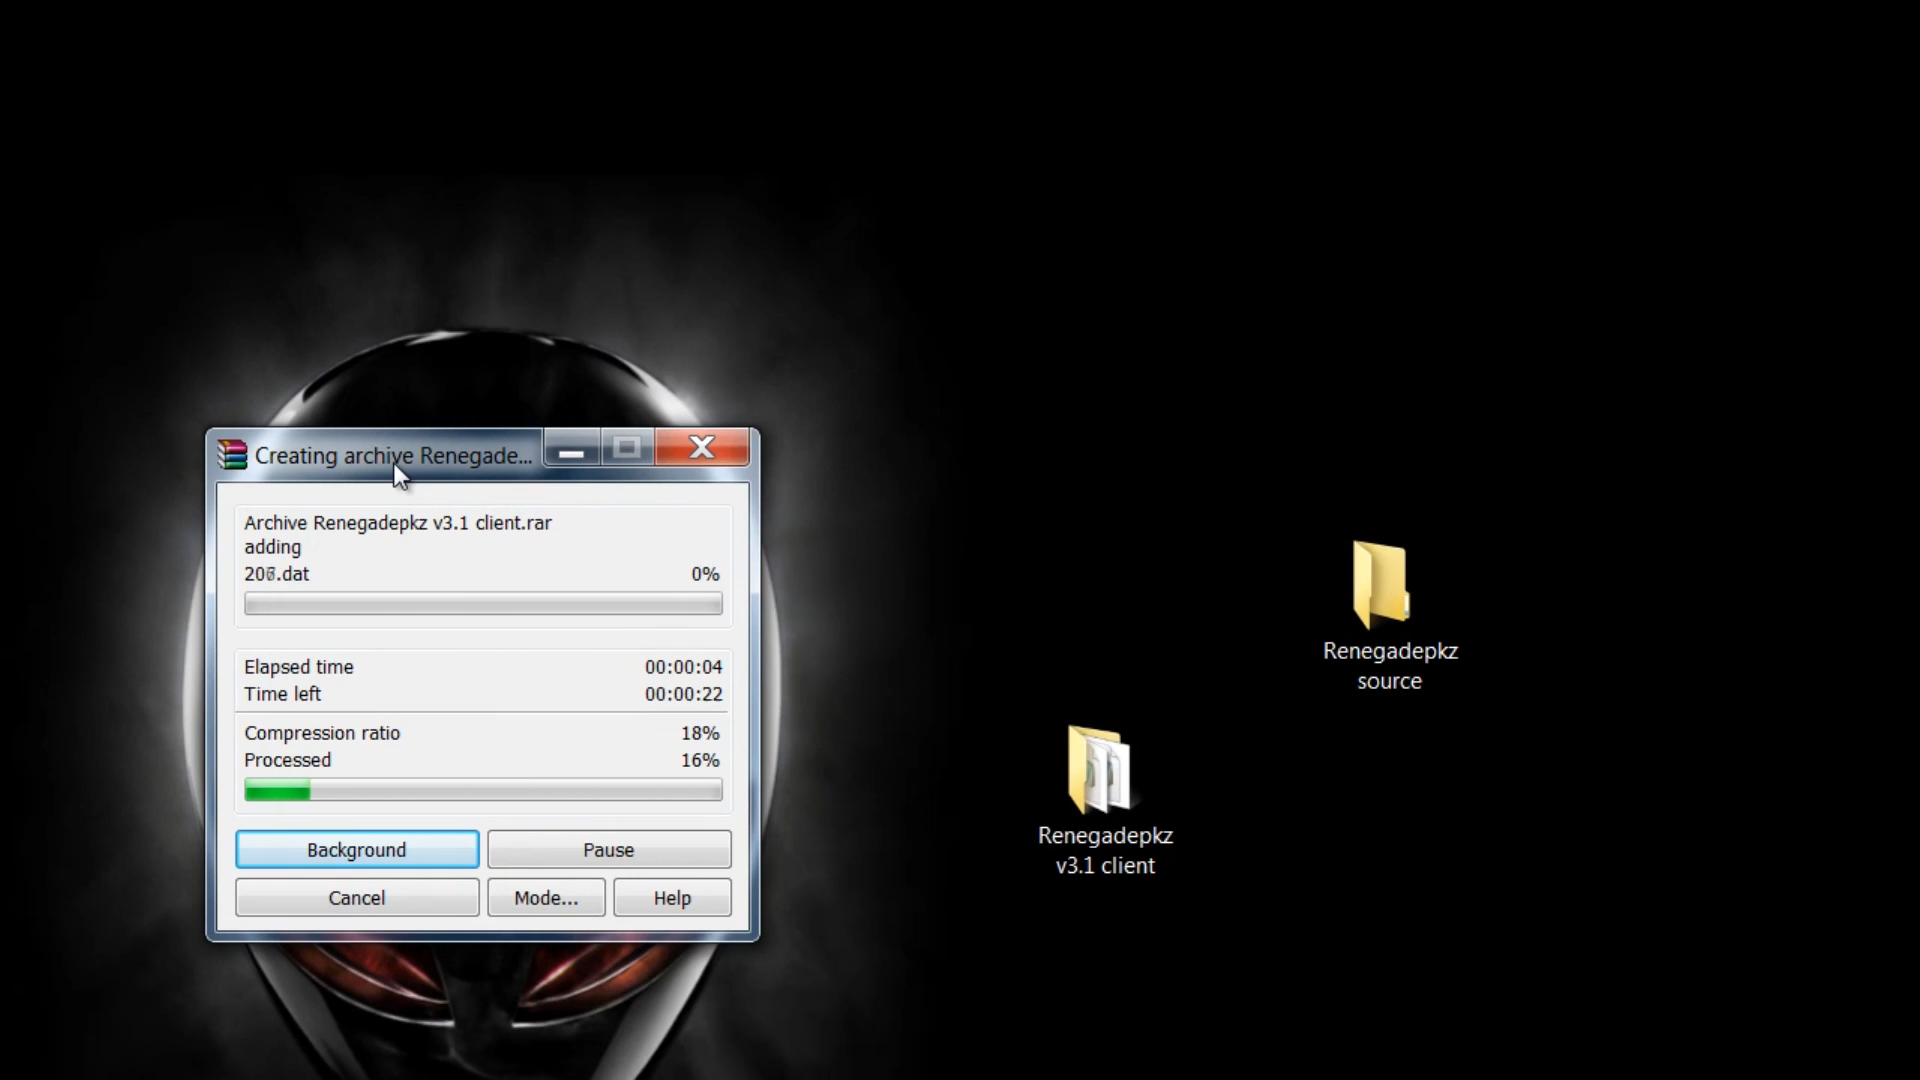 Creating archive Renegade...
Archive Renegadepkz v3.1 client.rar
adding
0%
Elapsed time 00:00:04
Time left 00:00:22
Compression ratio 18%
Processed 16%
Background Pause
Cancel Mode... Help
Renegadepkz
source
Renegadepkz
v3.1 client